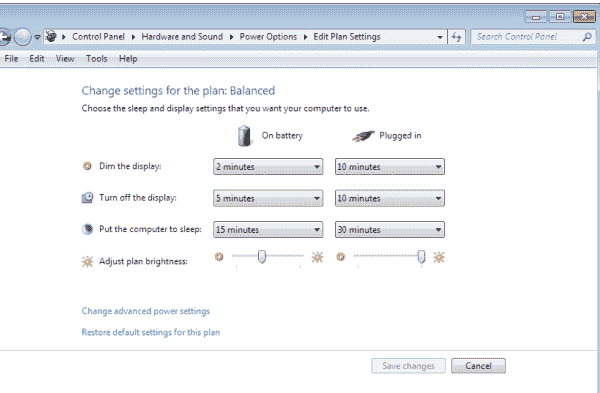 Control Panel Hardware and Sound Power Options Edit Plan Settings Search Control Panel
File Edit View Tools Help
Change settings for the plan: Balanced
Choose the sleep and display settings that you want your computer to use.
On battery Plugged in
Dim the display: 2 minutes 10 minutes
Turn off the display: 5 minutes 10 minutes
Put the computer to sleep: 15 minutes 30 minutes
Adjust plan brightness:
Change advanced power settings
Restore default settings for this plan
Save changes Cancel